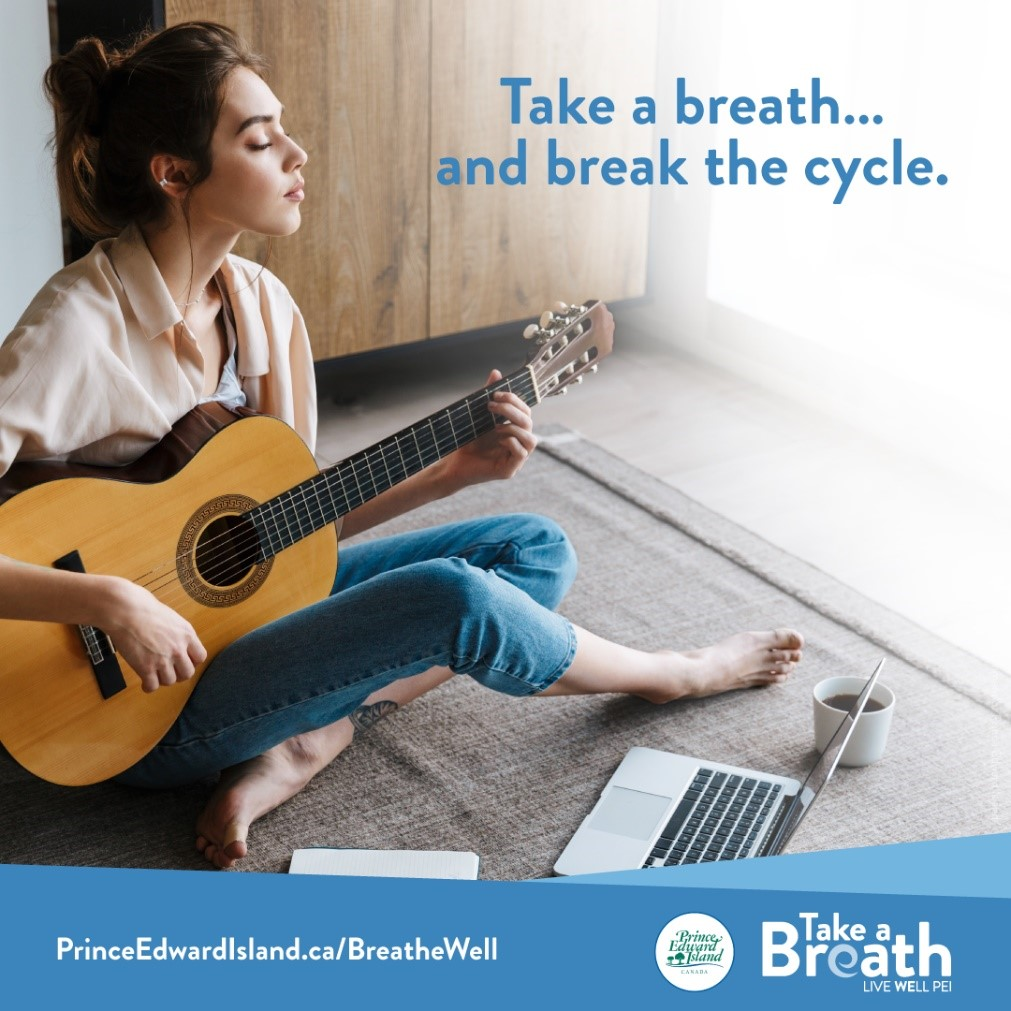 Take a breath...
and break the cycle.
PrinceEdwardIsland.ca/BreatheWell
Prince
Edward
Island
CANADA
Take a
Breath
LIVE WELL PEI